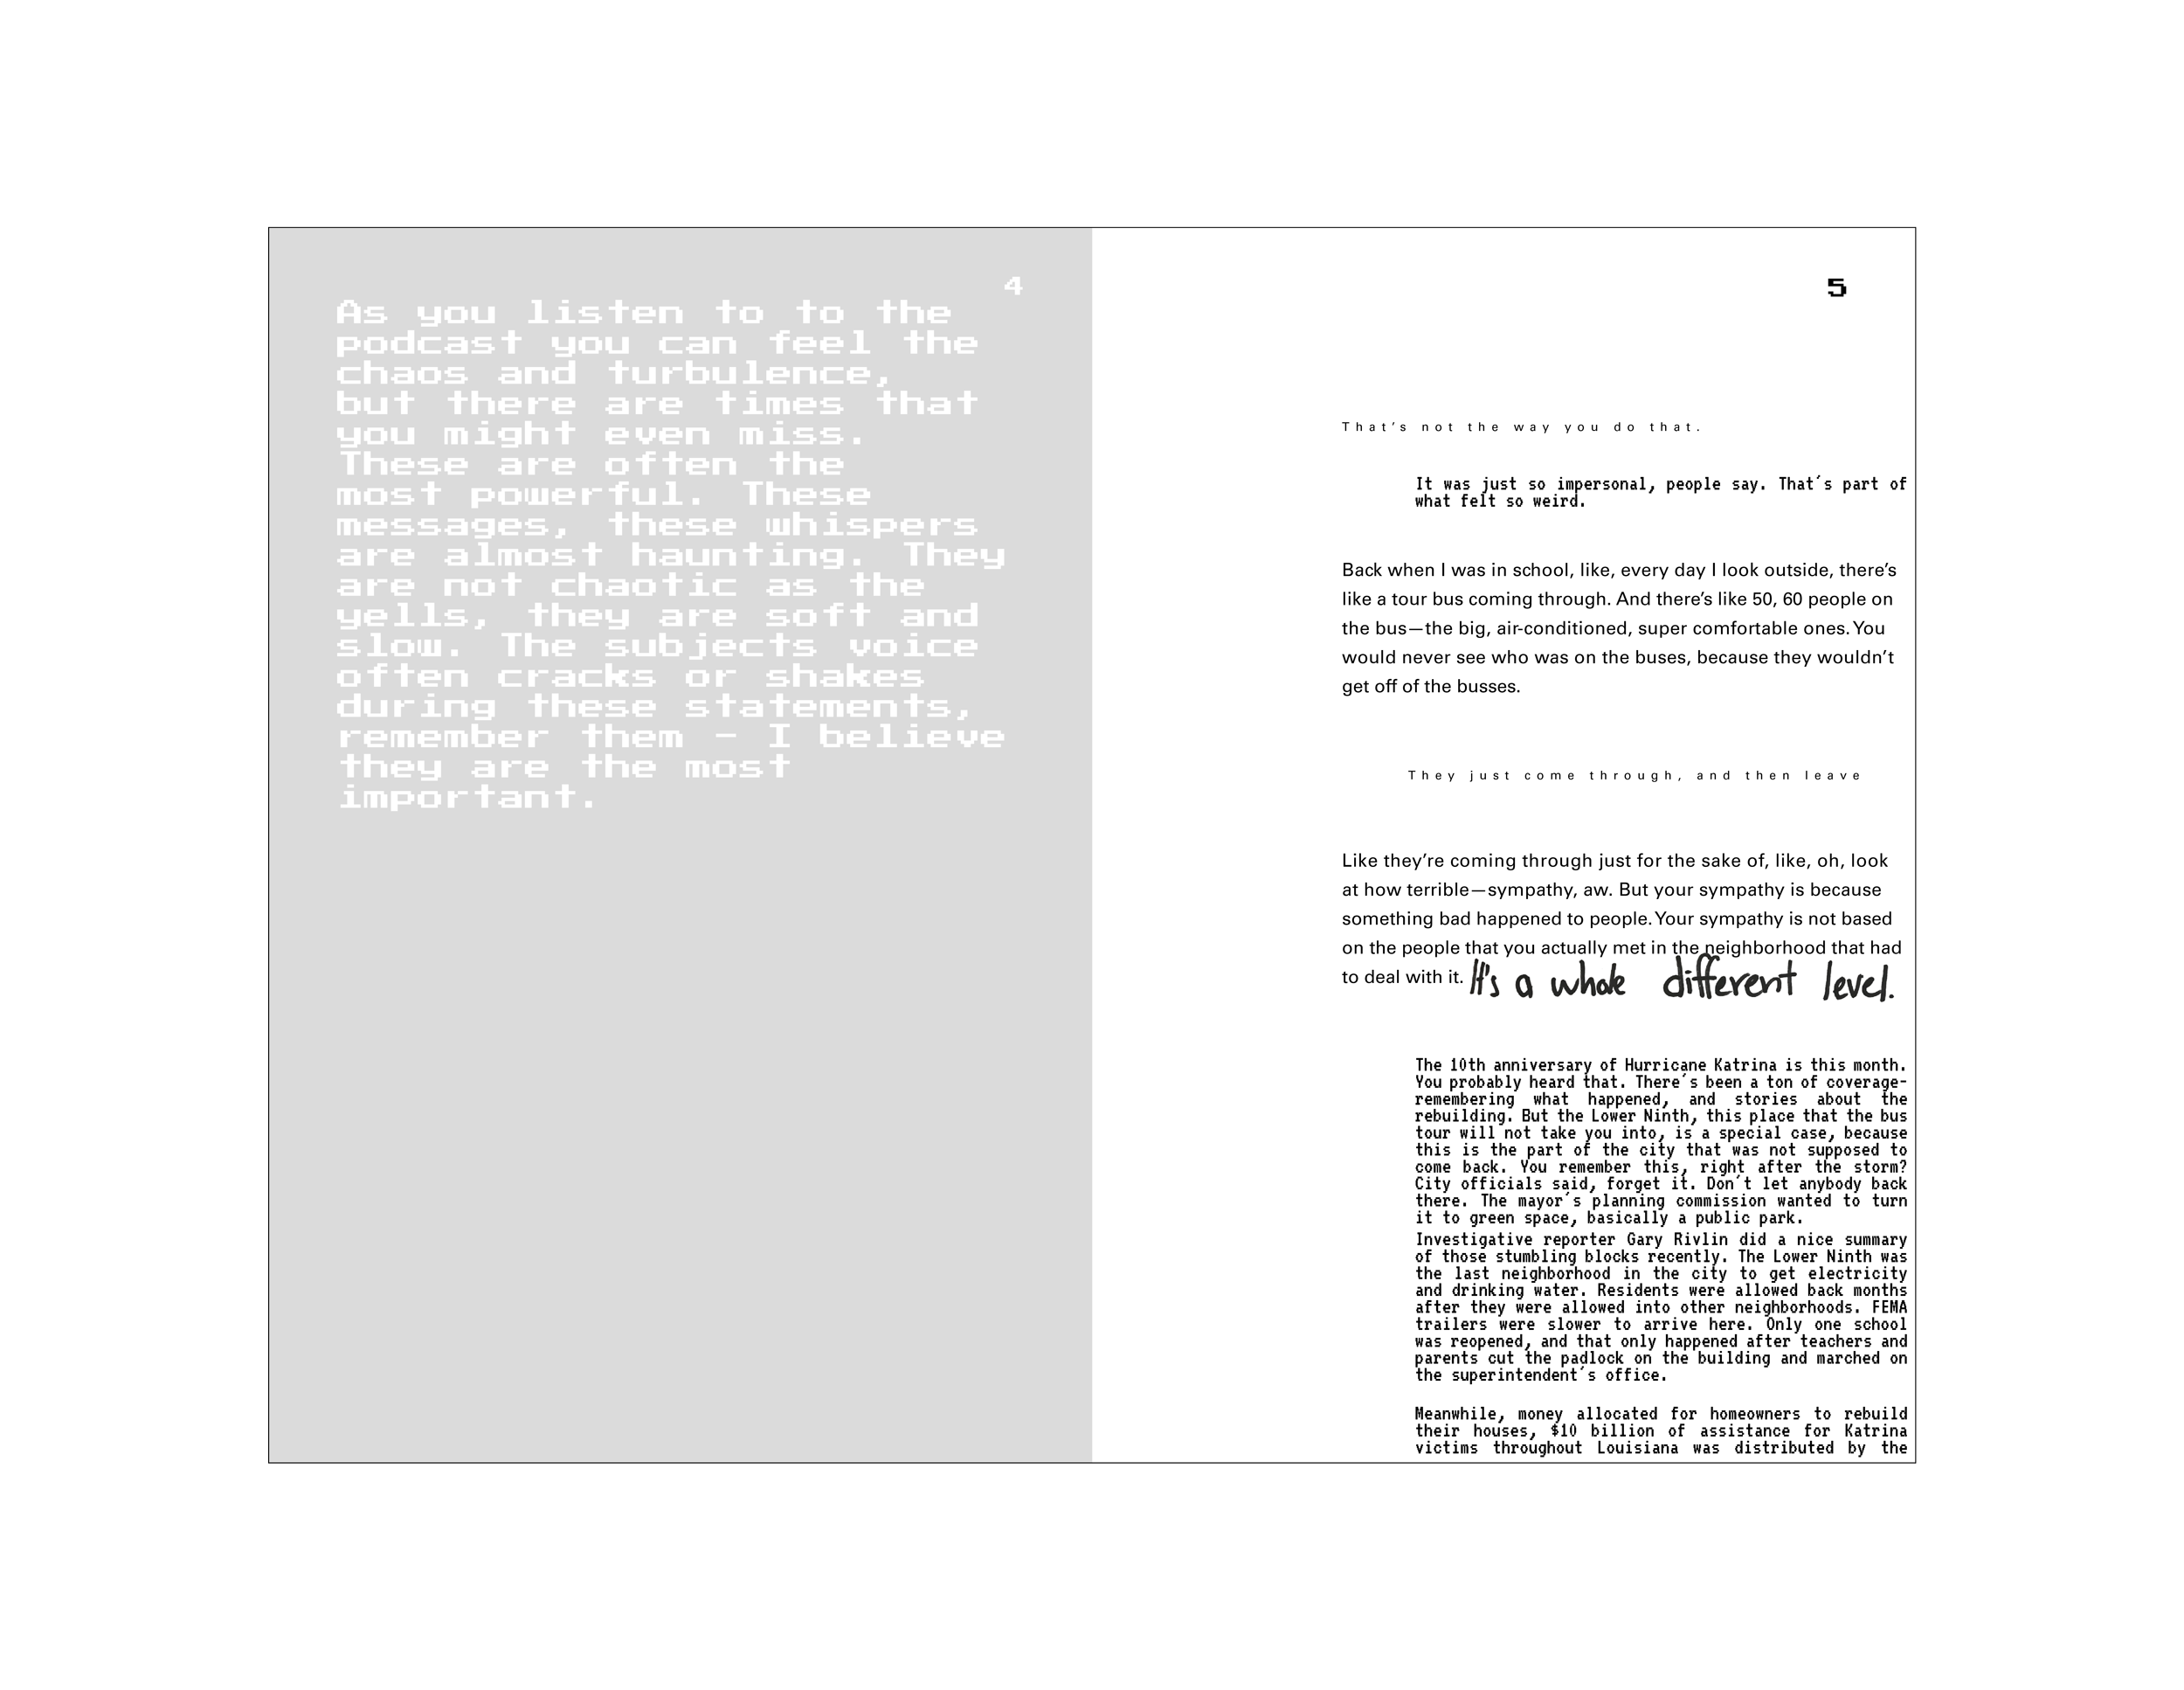 4
As you listen to to the
podcast you can feel the
chaos and turbulence,
but there are times that
you might even miss.
These are often the
most powerful. These
messages, these whispers
are almost haunting. They
are not chaotic as the
yells, they are soft and
slow. The subjects voice
often cracks or shakes
during these statements,
remember them - I believe
they are the most
important.
5
That's not the way you do that.
It was just so impersonal, people say. That´s part of
what felt so weird.
Back when I was in school, like, every day I look outside, there's
like a tour bus coming through. And there's like 50, 60 people on
the bus—the big, air-conditioned, super comfortable ones. You
would never see who was on the buses, because they wouldn't
get off of the busses.
They just come through, and then leave
Like they're coming through just for the sake of, like, oh, look
at how terrible—sympathy, aw. But your sympathy is because
something bad happened to people. Your sympathy is not based
on the people that you actually met in the neighborhood that had
to deal with it. It's a whole different level.
The 10th anniversary of Hurricane Katrina is this month.
You probably heard that. There´s been a ton of coverage-
remembering what happened, and stories about the
rebuilding. But the Lower Ninth, this place that the bus
tour will not take you into, is a special case, because
this is the part of the city that was not supposed to
come back. You remember this, right after the storm?
City officials said, forget it. Don´t let anybody back
there. The mayor´s planning commission wanted to turn
it to green space, basically a public park.
Investigative reporter Gary Rivlin did a nice summary
of those stumbling blocks recently. The Lower Ninth was
the last neighborhood in the city to get electricity
and drinking water. Residents were allowed back months
after they were allowed into other neighborhoods. FEMA
trailers were slower to arrive here. Only one school
was reopened, and that only happened after teachers and
parents cut the padlock on the building and marched on
the superintendent´s office.
Meanwhile, money allocated for homeowners to rebuild
their houses, $10 billion of assistance for Katrina
victims throughout Louisiana was distributed by the